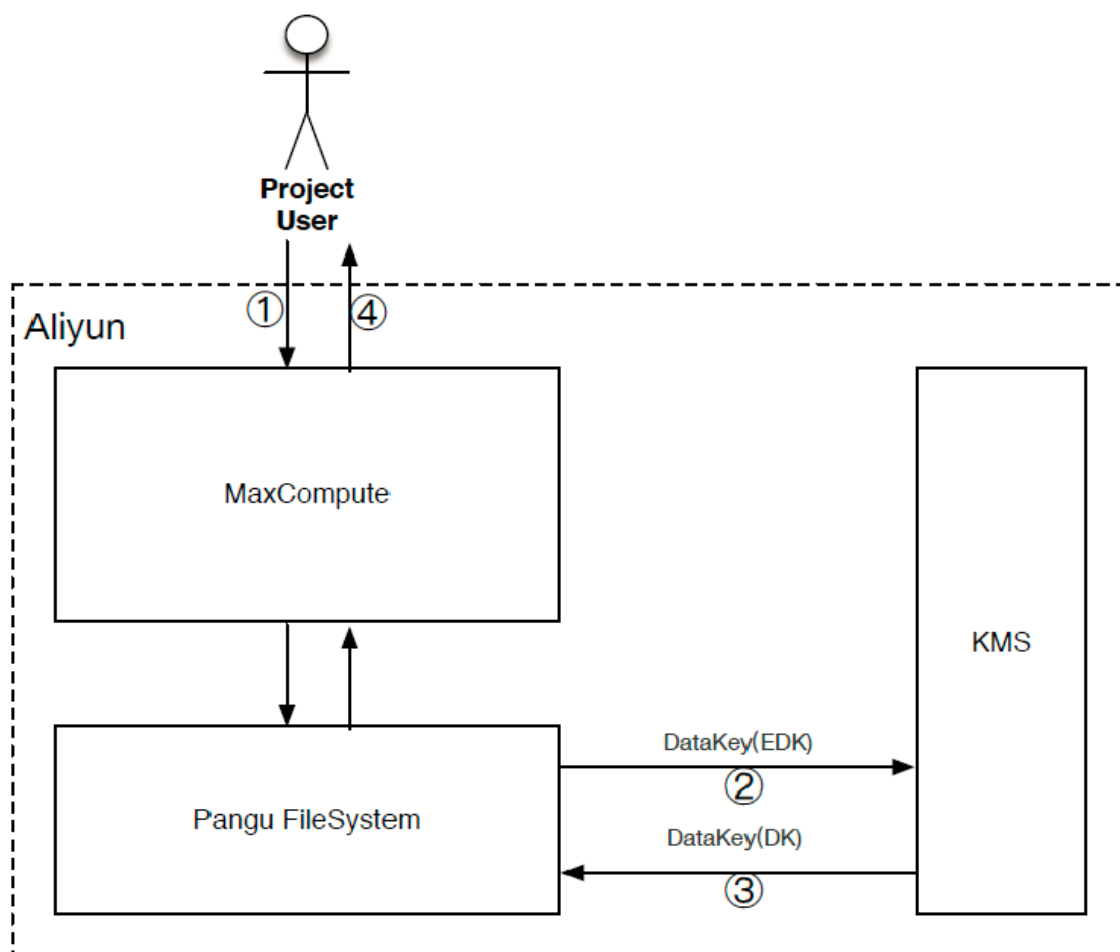 Project
User
①
④
Aliyun
MaxCompute
KMS
DataKey(EDK)
②
Pangu FileSystem
DataKey(DK)
③